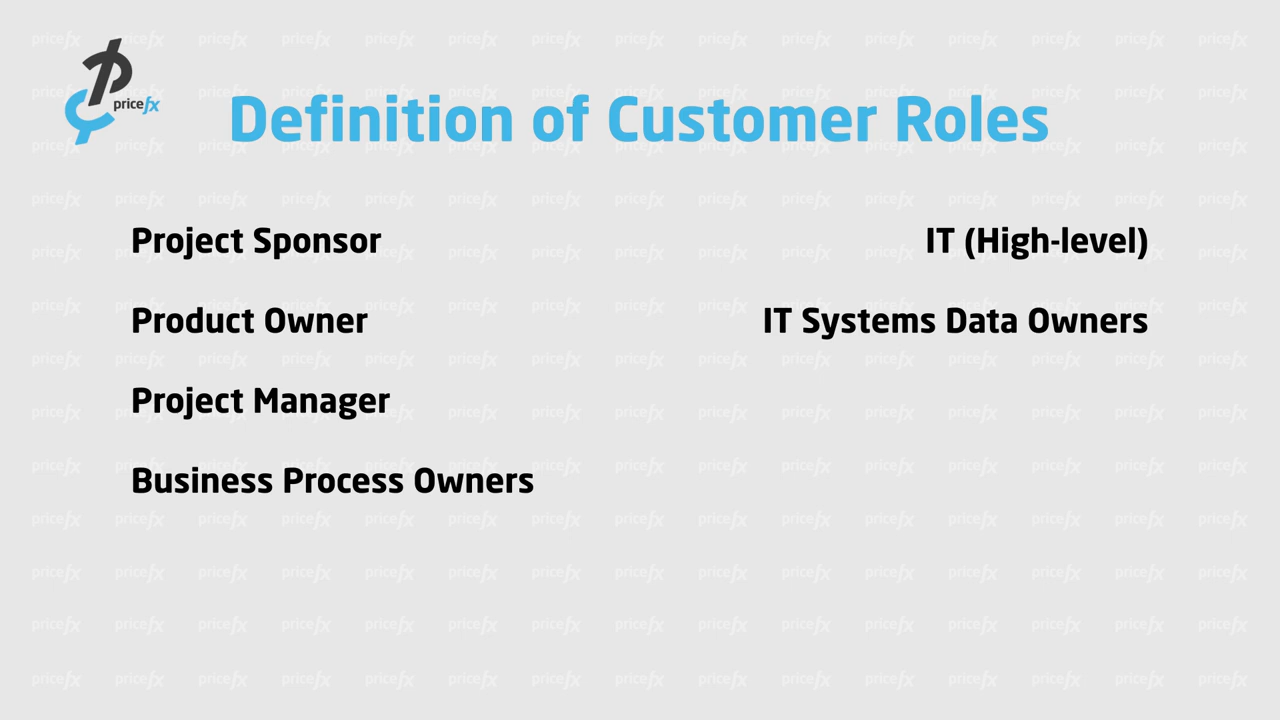 pricefx
Definition of Customer Roles
Project Sponsor
Product Owner
Project Manager
Business Process Owners
IT (High-level)
IT Systems Data Owners